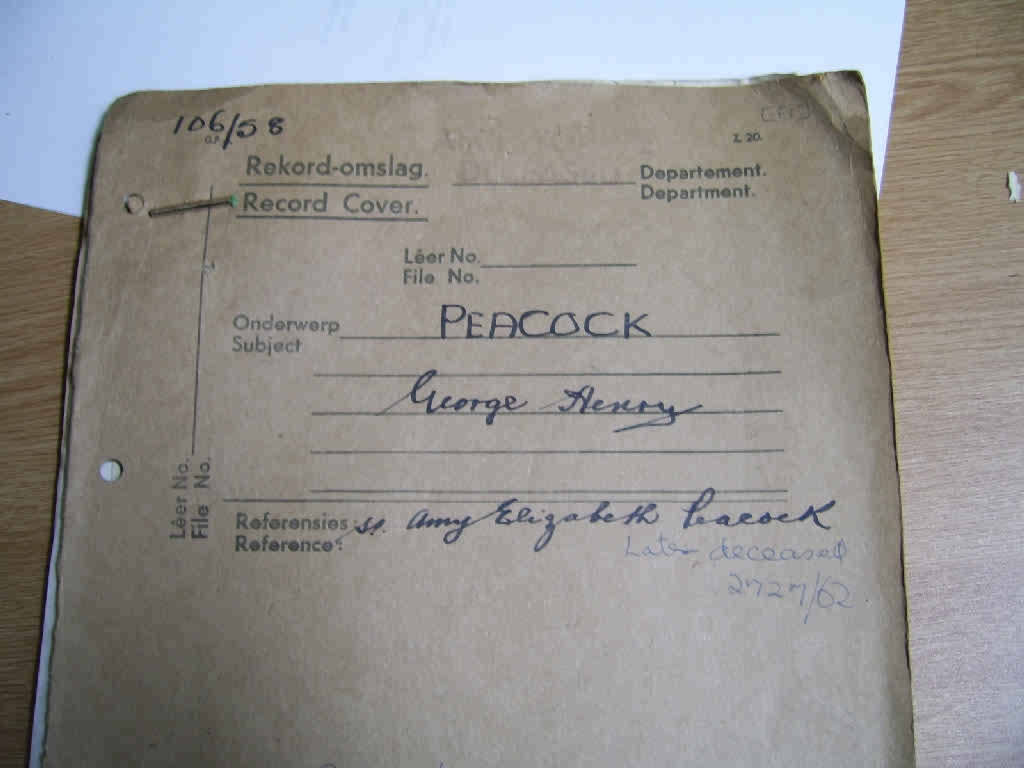 106/58
Z. 20.
Rekord-omslag. Departement.
Record Cover. Department.
Lêer No.
File No.
Onderwerp PEACOCK
Subject
George Henry
Lêer No.
File No.
Referensies Amy Elizabeth Peacock
Reference:
Later deceased
2727/62